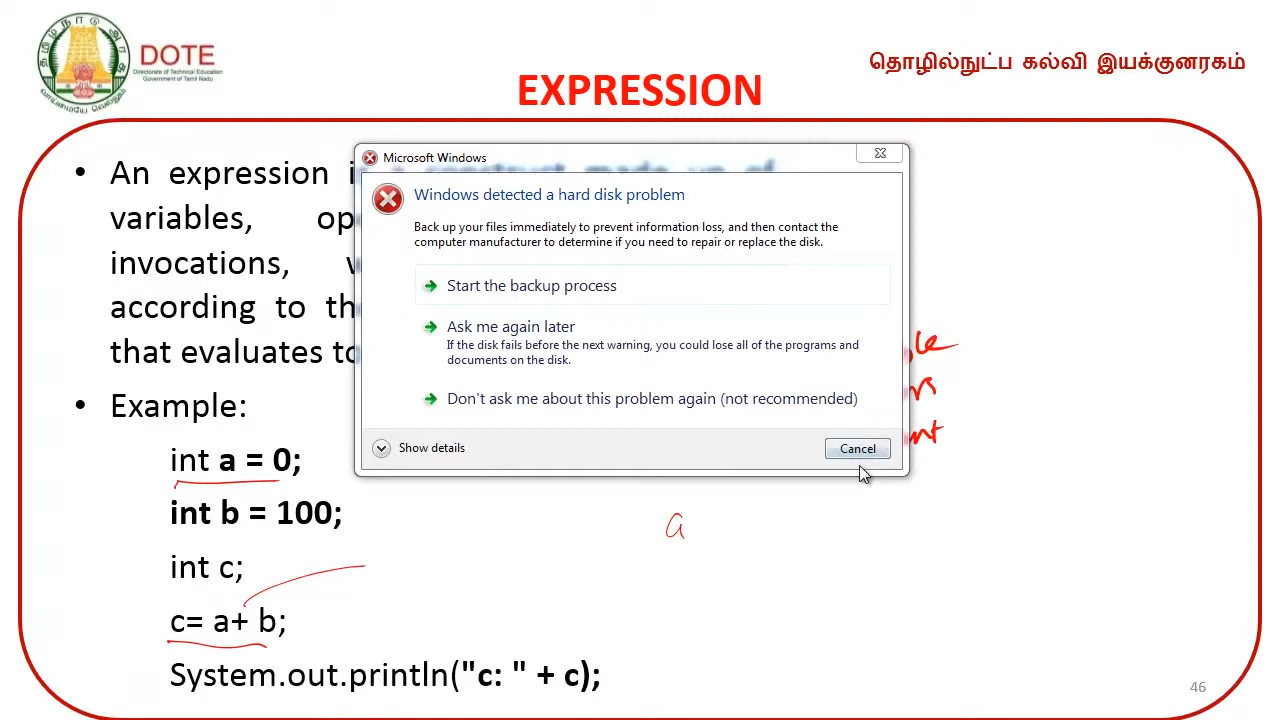 DOTE
Directorate of Technical Education
Government of Tamil Nadu
தொழில்நுட்ப கல்வி இயக்குனரகம்
EXPRESSION
• An expression
variables,
invocations,
according to
that evaluates
Microsoft Windows
Windows detected a hard disk problem
Back up your files immediately to prevent information loss, and then contact the
computer manufacturer to determine if you need to repair or replace the disk.
Start the backup process
Ask me again later
If the disk fails before the next warning, you could lose all of the programs and
documents on the disk.
Don't ask me about this problem again (not recommended)
Show details
Cancel
• Example:
int a = 0;
int b = 100;
a
int c;
c= a+ b;
System.out.println("c: " + c);
46